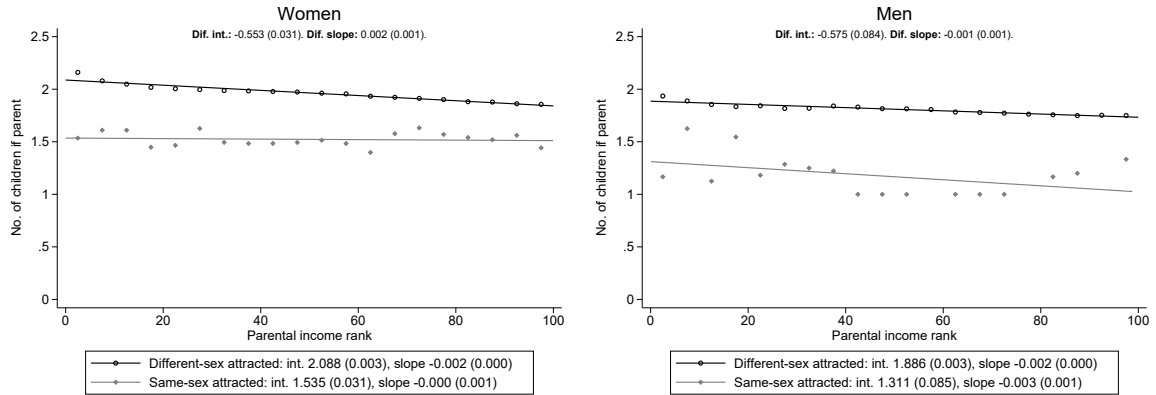 Women
Dif. int.: -0.553 (0.031). Dif. slope: 0.002 (0.001).
No. of children if parent
2.5
2
1.5
1
.5
0
0 20 40 60 80 100
Parental income rank
Different-sex attracted: int. 2.088 (0.003), slope -0.002 (0.000)
Same-sex attracted: int. 1.535 (0.031), slope -0.000 (0.001)
Men
Dif. int.: -0.575 (0.084). Dif. slope: -0.001 (0.001).
No. of children if parent
2.5
2
1.5
1
.5
0
0 20 40 60 80 100
Parental income rank
Different-sex attracted: int. 1.886 (0.003), slope -0.002 (0.000)
Same-sex attracted: int. 1.311 (0.085), slope -0.003 (0.001)